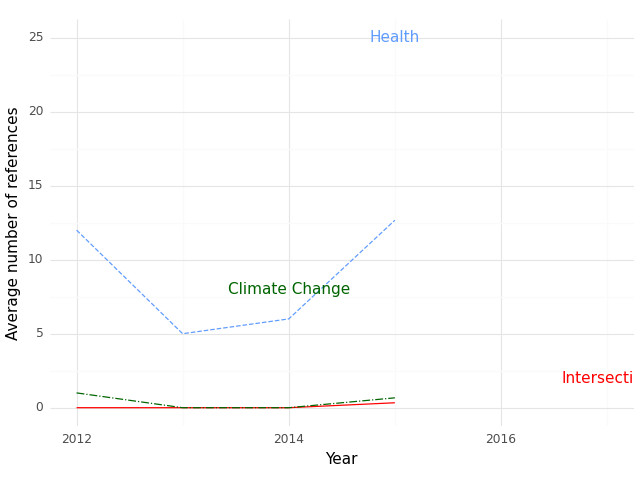 25
Health
20
15
10
Climate Change
5
Intersecti
0
2012
2014
2016
Year
Average number of references